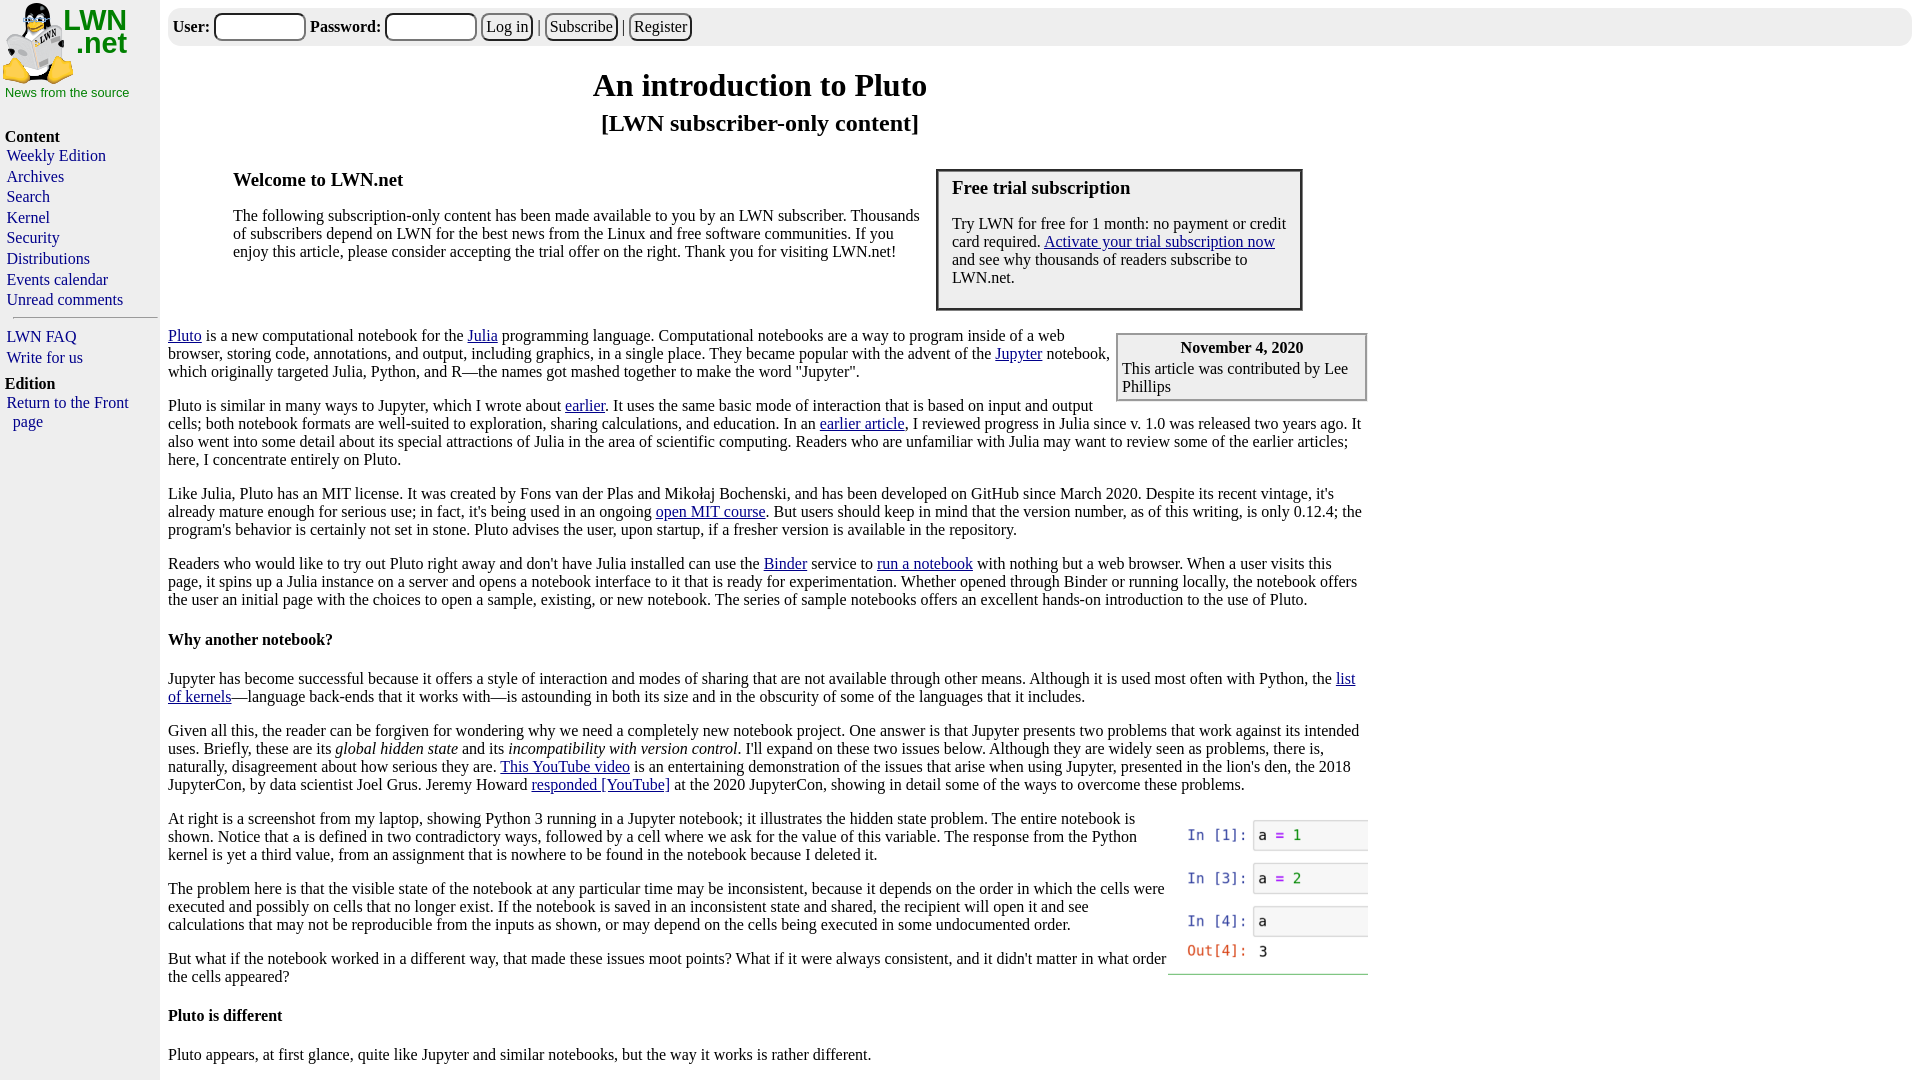 LWN
.net
News from the source
Content
Weekly Edition
Archives
Search
Kernel
Security
Distributions
Events calendar
Unread comments
LWN FAQ
Write for us
Edition
Return to the Front
page
User: Password: Log in | Subscribe | Register
An introduction to Pluto
[LWN subscriber-only content]
Welcome to LWN.net
The following subscription-only content has been made available to you by an LWN subscriber. Thousands
of subscribers depend on LWN for the best news from the Linux and free software communities. If you
enjoy this article, please consider accepting the trial offer on the right. Thank you for visiting LWN.net!
Free trial subscription
Try LWN for free for 1 month: no payment or credit
card required. Activate your trial subscription now
and see why thousands of readers subscribe to
LWN.net.
November 4, 2020
This article was contributed by Lee
Phillips
Pluto is a new computational notebook for the Julia programming language. Computational notebooks are a way to program inside of a web
browser, storing code, annotations, and output, including graphics, in a single place. They became popular with the advent of the Jupyter notebook,
which originally targeted Julia, Python, and R—the names got mashed together to make the word "Jupyter".
Pluto is similar in many ways to Jupyter, which I wrote about earlier. It uses the same basic mode of interaction that is based on input and output
cells; both notebook formats are well-suited to exploration, sharing calculations, and education. In an earlier article, I reviewed progress in Julia since v. 1.0 was released two years ago. It
also went into some detail about its special attractions of Julia in the area of scientific computing. Readers who are unfamiliar with Julia may want to review some of the earlier articles;
here, I concentrate entirely on Pluto.
Like Julia, Pluto has an MIT license. It was created by Fons van der Plas and Mikołaj Bochenski, and has been developed on GitHub since March 2020. Despite its recent vintage, it's
already mature enough for serious use; in fact, it's being used in an ongoing open MIT course. But users should keep in mind that the version number, as of this writing, is only 0.12.4; the
program's behavior is certainly not set in stone. Pluto advises the user, upon startup, if a fresher version is available in the repository.
Readers who would like to try out Pluto right away and don't have Julia installed can use the Binder service to run a notebook with nothing but a web browser. When a user visits this
page, it spins up a Julia instance on a server and opens a notebook interface to it that is ready for experimentation. Whether opened through Binder or running locally, the notebook offers
the user an initial page with the choices to open a sample, existing, or new notebook. The series of sample notebooks offers an excellent hands-on introduction to the use of Pluto.
Why another notebook?
Jupyter has become successful because it offers a style of interaction and modes of sharing that are not available through other means. Although it is used most often with Python, the list
of kernels—language back-ends that it works with—is astounding in both its size and in the obscurity of some of the languages that it includes.
Given all this, the reader can be forgiven for wondering why we need a completely new notebook project. One answer is that Jupyter presents two problems that work against its intended
uses. Briefly, these are its global hidden state and its incompatibility with version control. I'll expand on these two issues below. Although they are widely seen as problems, there is,
naturally, disagreement about how serious they are. This YouTube video is an entertaining demonstration of the issues that arise when using Jupyter, presented in the lion's den, the 2018
JupyterCon, by data scientist Joel Grus. Jeremy Howard responded [YouTube] at the 2020 JupyterCon, showing in detail some of the ways to overcome these problems.
At right is a screenshot from my laptop, showing Python 3 running in a Jupyter notebook; it illustrates the hidden state problem. The entire notebook is
shown. Notice that a is defined in two contradictory ways, followed by a cell where we ask for the value of this variable. The response from the Python
kernel is yet a third value, from an assignment that is nowhere to be found in the notebook because I deleted it.
The problem here is that the visible state of the notebook at any particular time may be inconsistent, because it depends on the order in which the cells were
executed and possibly on cells that no longer exist. If the notebook is saved in an inconsistent state and shared, the recipient will open it and see
calculations that may not be reproducible from the inputs as shown, or may depend on the cells being executed in some undocumented order.
But what if the notebook worked in a different way, that made these issues moot points? What if it were always consistent, and it didn't matter in what order
the cells appeared?
In [1]: a = 1
In [3]: a = 2
In [4]: a
Out[4]: 3
Pluto is different
Pluto appears, at first glance, quite like Jupyter and similar notebooks, but the way it works is rather different.